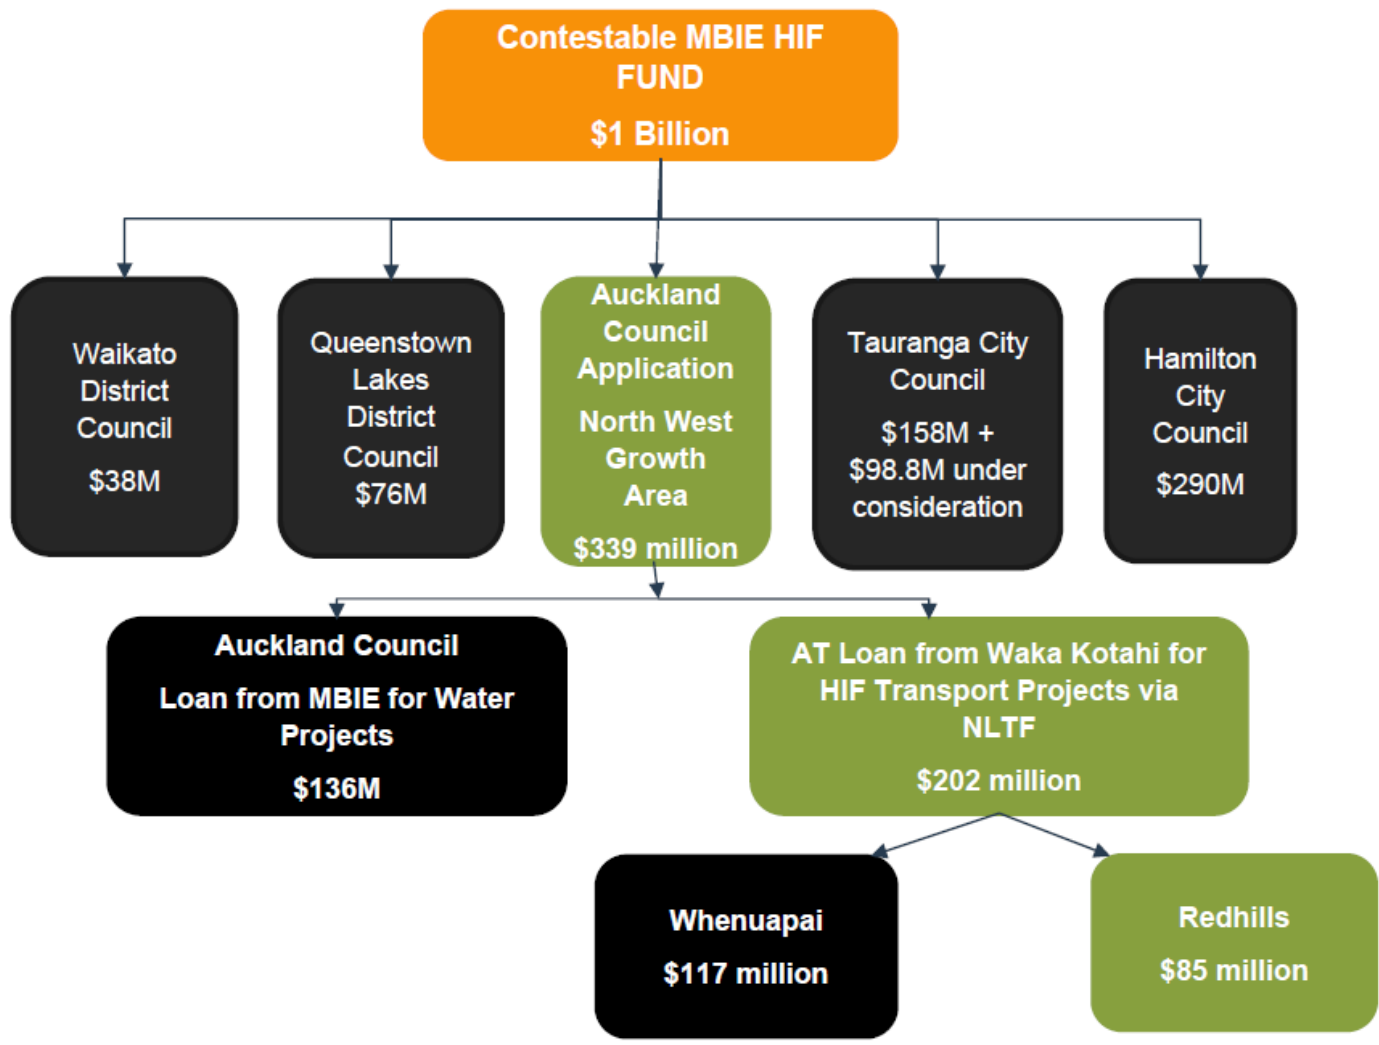 Contestable MBIE HIF
FUND
$1 Billion
Waikato
District
Council
$38M
Queenstown
Lakes
District
Council
$76M
Auckland
Council
Application
North West
Growth
Area
$339 million
Tauranga City
Council
$158M +
$98.8M under
consideration
Hamilton
City
Council
$290M
Auckland Council
Loan from MBIE for Water
Projects
$136M
AT Loan from Waka Kotahi for
HIF Transport Projects via
NLTF
$202 million
Whenuapai
$117 million
Redhills
$85 million